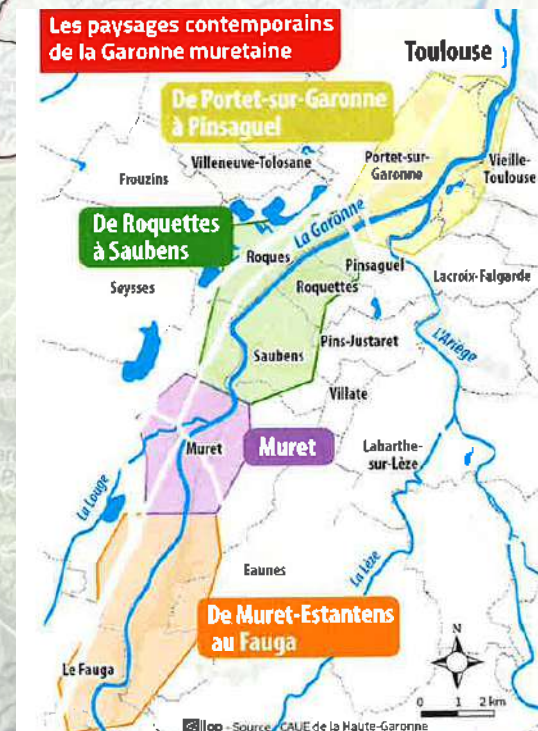 Les paysages contemporains
de la Garonne muretaine
Toulouse
De Portet-sur-Garonne
à Pinsaguel
Villeneuve-Tolosane
Portet-sur-
Garonne
Vieille-
Toulouse
Frouzins
De Roquettes
à Saubens
La Garonne
Roques
Pinsaguel
Lacroix-Falgarde
Seysses
Roquettes
L'Ariège
Saubens
Pins-Justaret
Villate
Muret
Muret
Labarthe-
sur-Lèze
La Louge
La Lèze
Eaunes
De Muret-Estantens
au Fauga
Le Fauga
N
0 1 2 km
- Source : CAUE de la Haute-Garonne